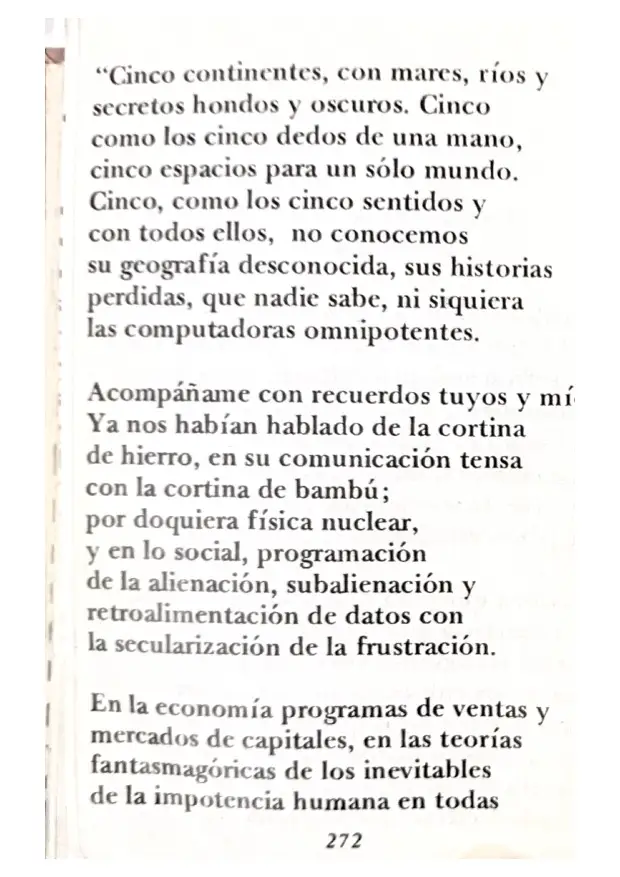 “Cinco continentes, con mares, ríos y
secretos hondos y oscuros. Cinco
como los cinco dedos de una mano,
cinco espacios para un sólo mundo.
Cinco, como los cinco sentidos y
con todos ellos, no conocemos
su geografía desconocida, sus historias
perdidas, que nadie sabe, ni siquiera
las computadoras omnipotentes.
Acompáñame con recuerdos tuyos y mí
Ya nos habían hablado de la cortina
de hierro, en su comunicación tensa
con la cortina de bambú;
por doquiera física nuclear,
y en lo social, programación
de la alienación, subalienación y
retroalimentación de datos con
la secularización de la frustración.
En la economía programas de ventas y
mercados de capitales, en las teorías
fantasmagóricas de los inevitables
de la impotencia humana en todas
272